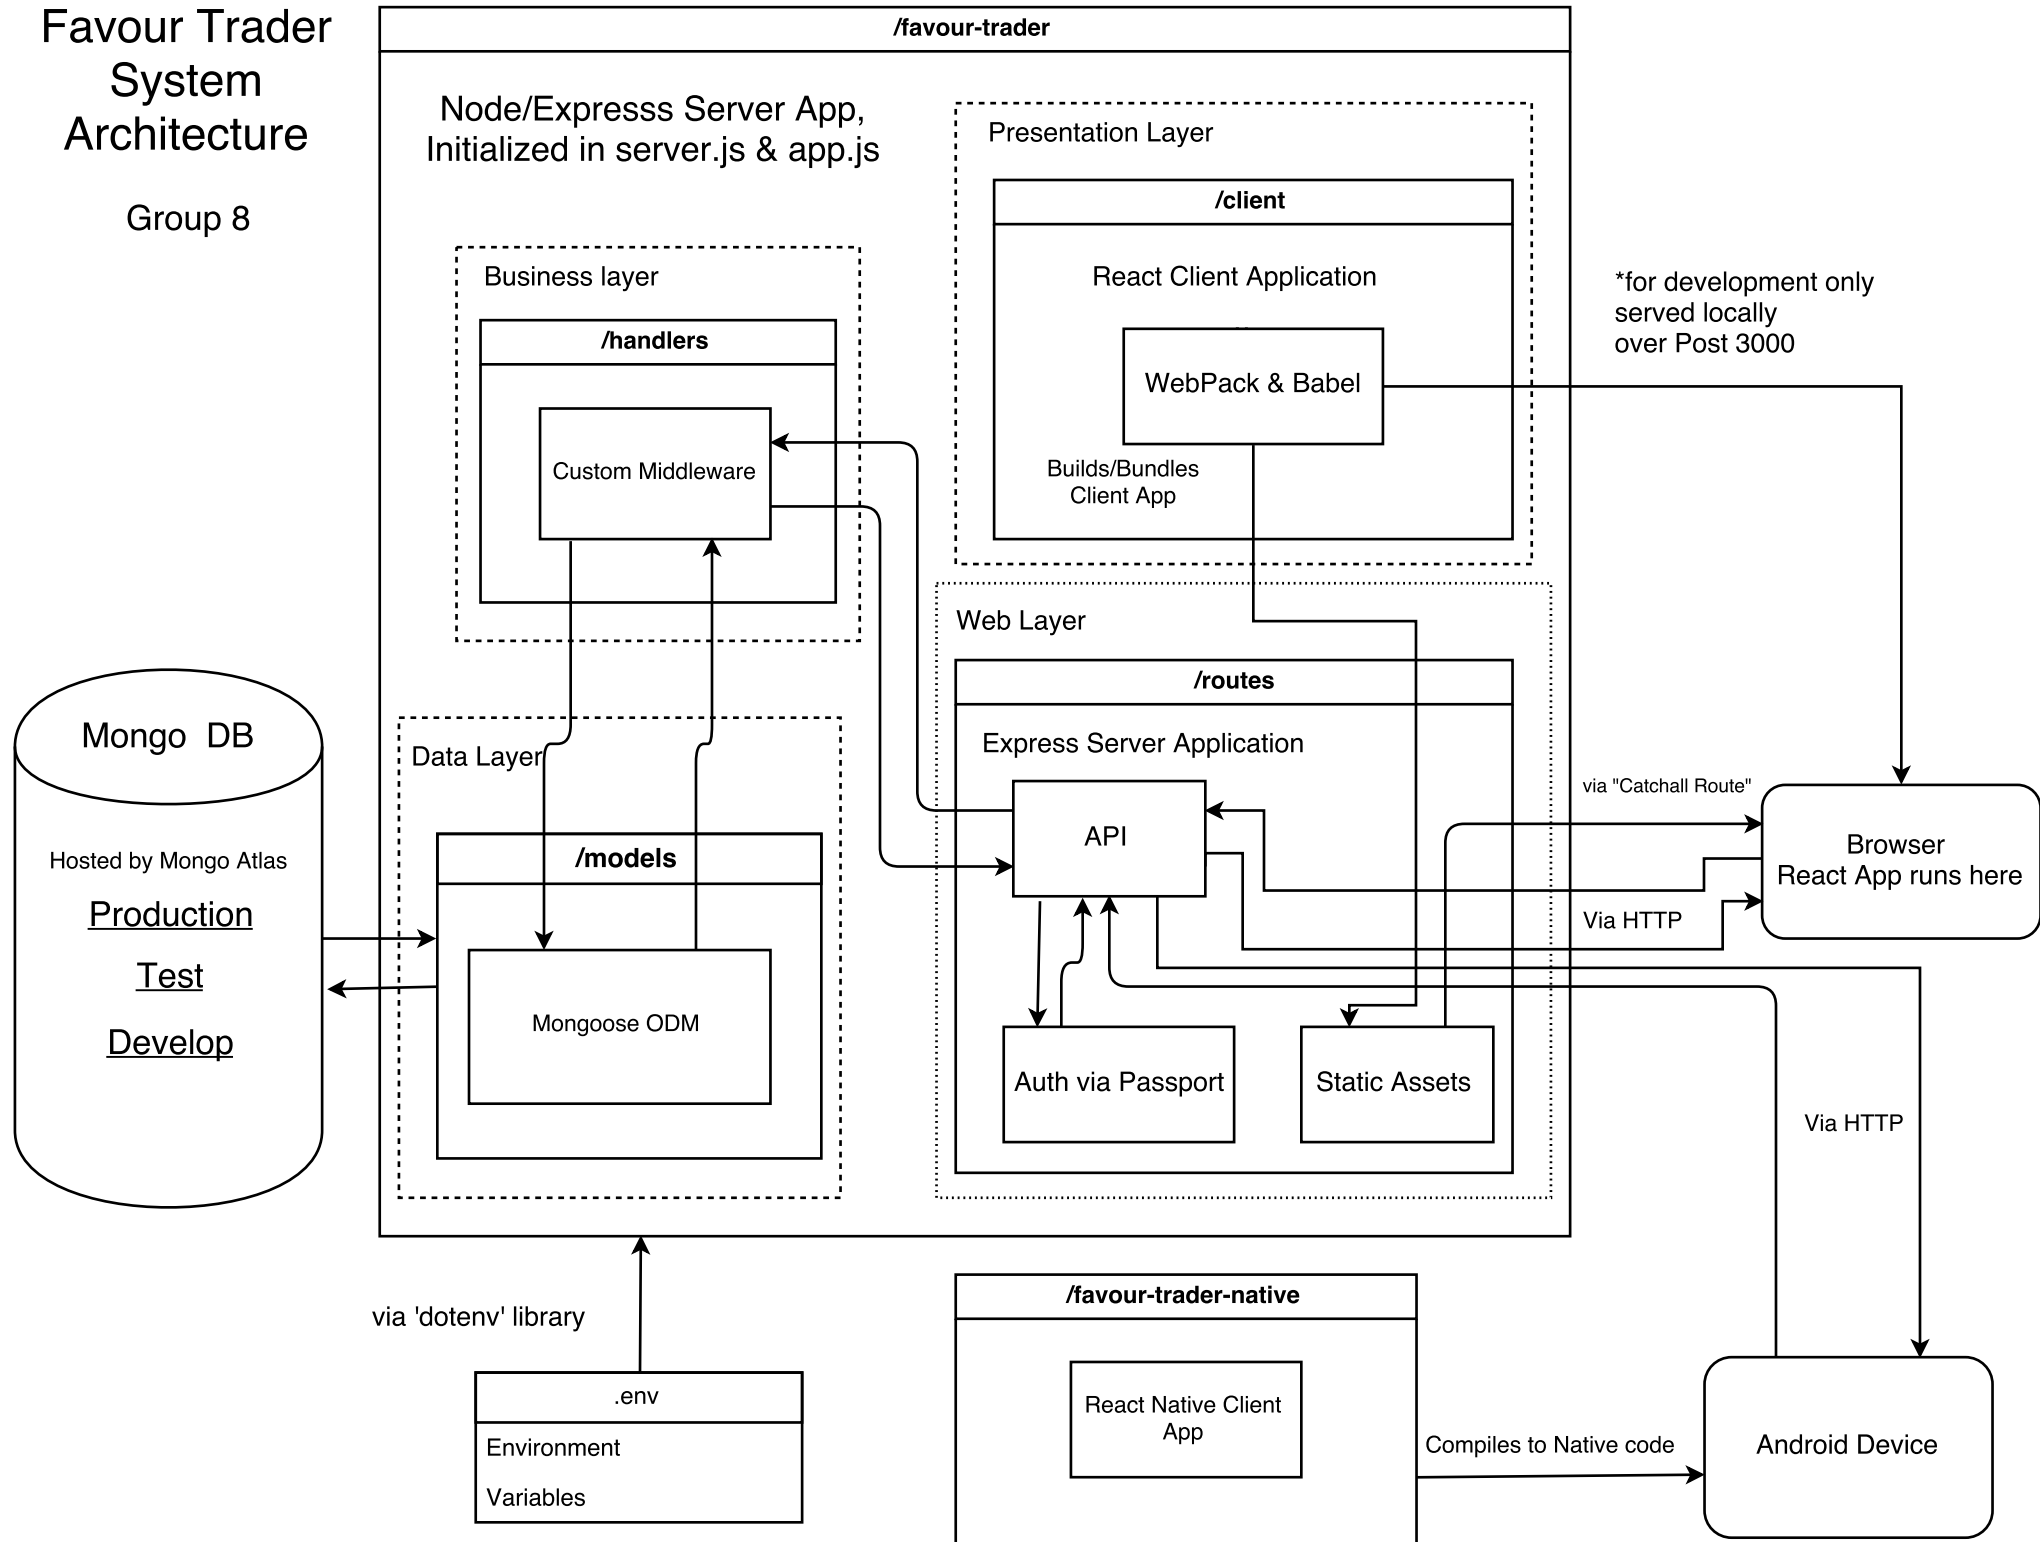 Favour Trader
System
Architecture
Group 8
/favour-trader
Node/Expresss Server App,
Initialized in server.js & app.js
Presentation Layer
/client
React Client Application
WebPack & Babel
Builds/Bundles
Client App
*for development only
served locally
over Post 3000
Business layer
/handlers
Custom Middleware
Web Layer
/routes
Express Server Application
API
Auth via Passport
Static Assets
Data Layer
/models
Mongoose ODM
Mongo DB
Hosted by Mongo Atlas
Production
Test
Develop
via "Catchall Route"
Browser
React App runs here
Via HTTP
Via HTTP
via 'dotenv' library
.env
Environment
Variables
/favour-trader-native
React Native Client
App
Compiles to Native code
Android Device